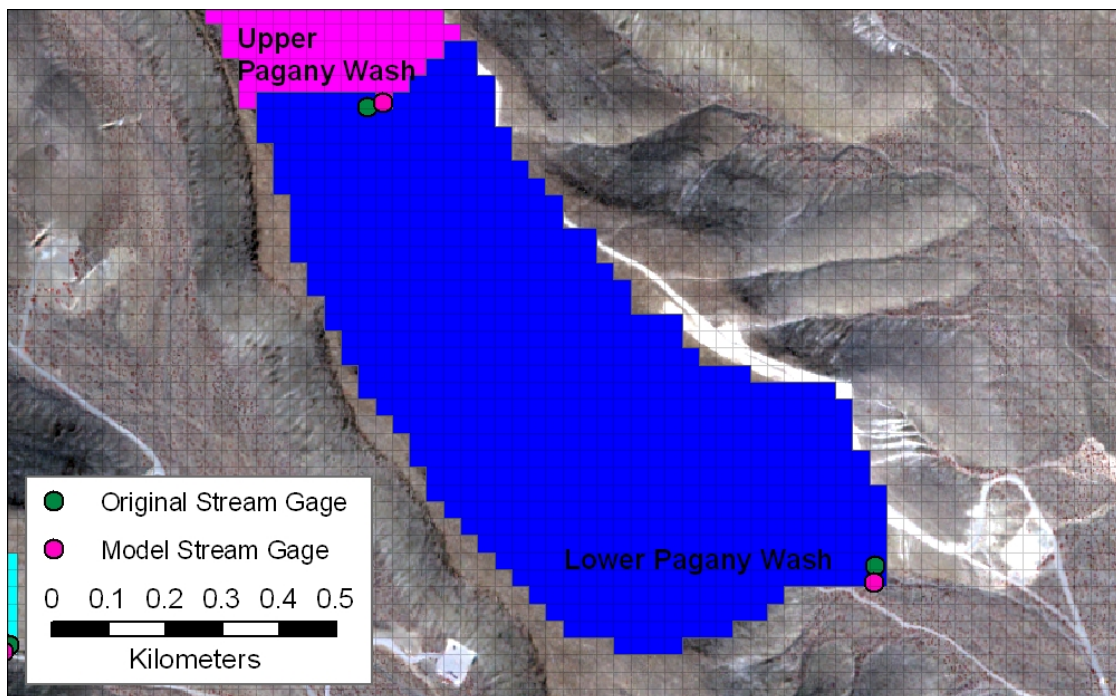 Upper
Pagany Wash
Lower Pagany Wash
Original Stream Gage
Model Stream Gage
0 0.1 0.2 0.3 0.4 0.5
Kilometers